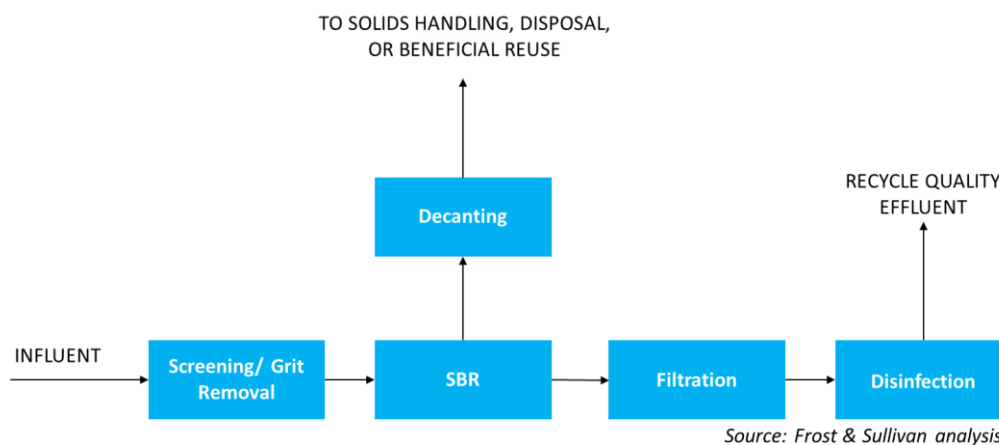 TO SOLIDS HANDLING, DISPOSAL,
OR BENEFICIAL REUSE
Decanting
RECYCLE QUALITY
EFFLUENT
INFLUENT
Screening/ Grit
Removal
SBR
Filtration
Disinfection
Source: Frost & Sullivan analysis